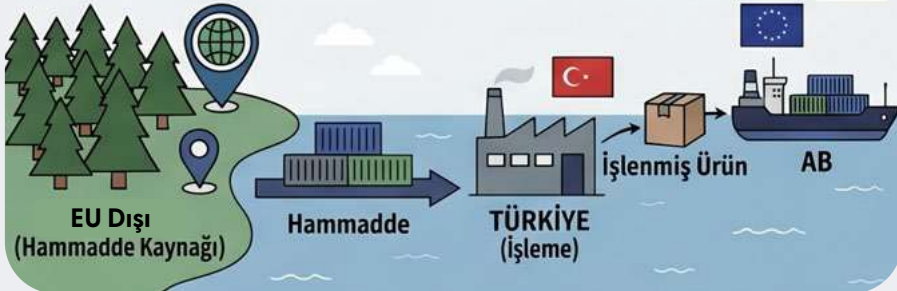 EU Dışı
(Hammadde Kaynağı)
Hammadde
TÜRKİYE
(İşleme)
İşlenmiş Ürün
AB